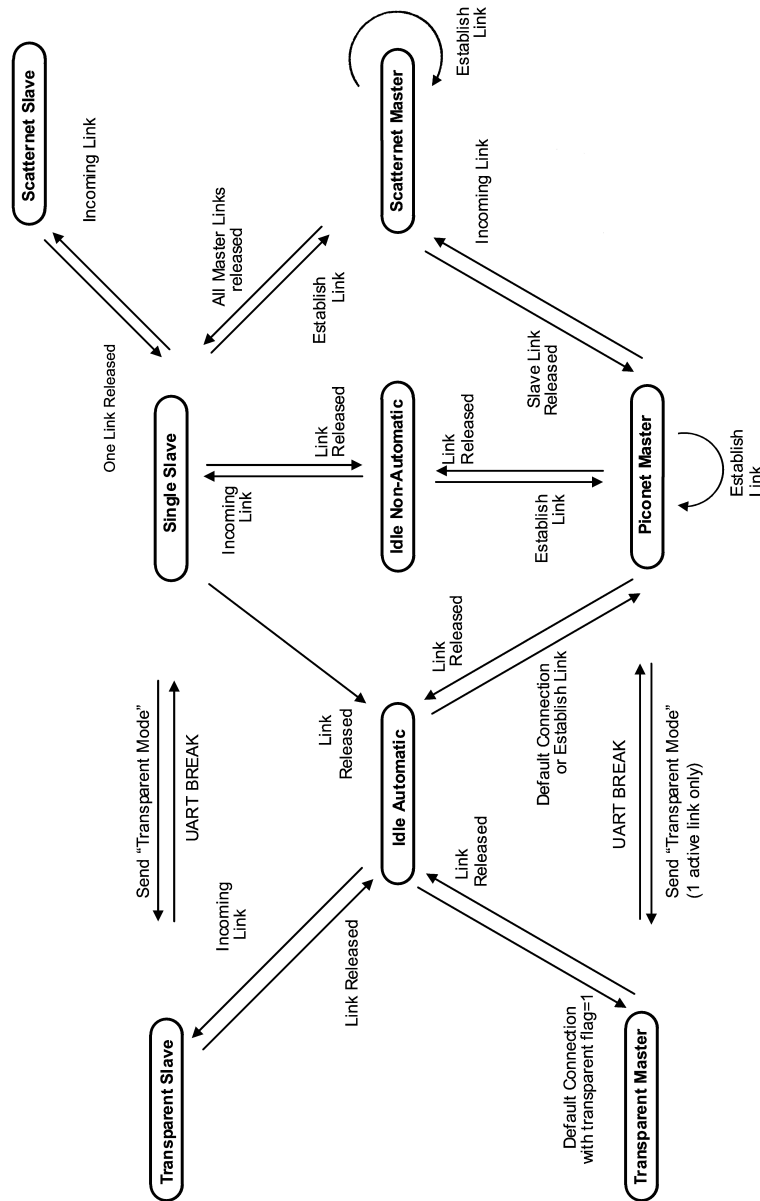 Transparent Slave
Send “Transparent Mode”
UART BREAK
Single Slave
One Link Released
Incoming Link
Scatternet Slave
Incoming
Link
Link Released
Link
Released
Incoming
Link
Link
Released
All Master Links
released
Establish
Link
Idle Automatic
Idle Non-Automatic
Scatternet Master
Establish
Link
Default Connection
with transparent flag=1
Link
Released
Default Connection
or Establish Link
Link
Released
Establish
Link
Link
Released
Slave Link
Released
Incoming Link
Transparent Master
UART BREAK
Send “Transparent Mode”
(1 active link only)
Piconet Master
Establish
Link